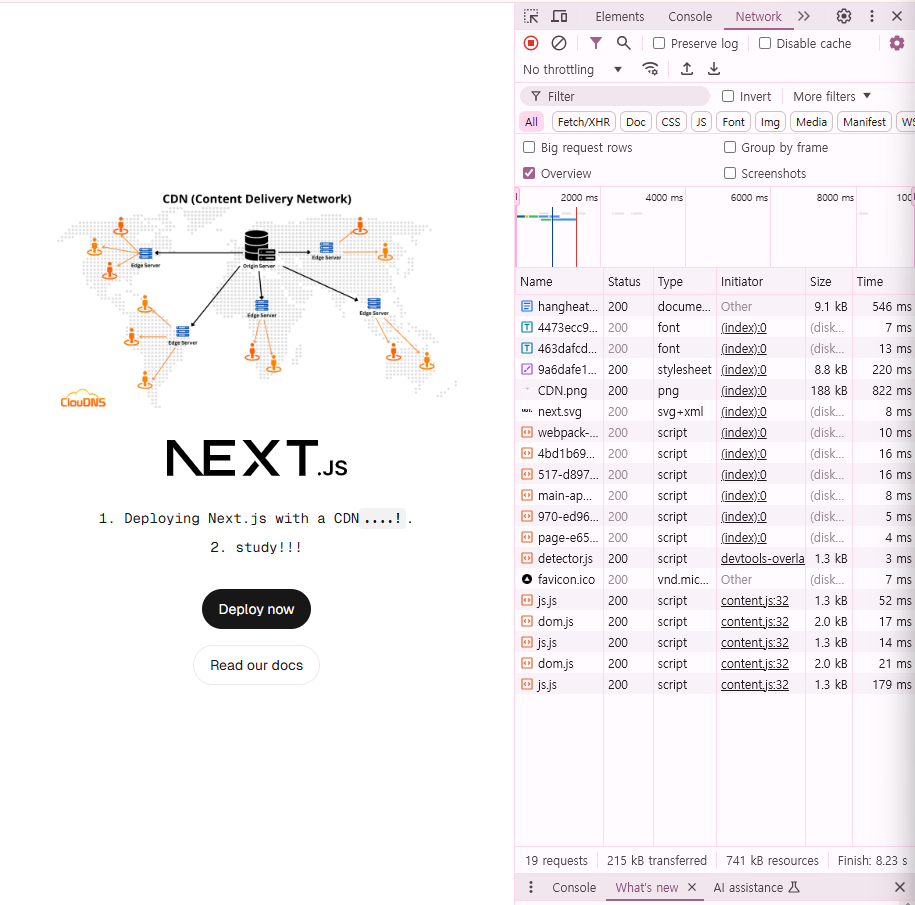 Elements Console Network
Preserve log Disable cache
No throttling
Filter Invert More filters
All Fetch/XHR Doc CSS JS Font Img Media Manifest WS
Big request rows Group by frame
Overview Screenshots
2000 ms 4000 ms 6000 ms 8000 ms 100
Name Status Type Initiator Size Time
hangheat... 200 docume... Other 9.1 kB 546 ms
4473ecc9... 200 font (index):0 (disk... 7 ms
463dafcd... 200 font (index):0 (disk... 13 ms
9a6dafe1... 200 stylesheet (index):0 8.8 kB 220 ms
CDN.png 200 png (index):0 188 kB 822 ms
next.svg 200 svg+xml (index):0 (disk... 8 ms
webpack-... 200 script (index):0 (disk... 10 ms
4bd1b69... 200 script (index):0 (disk... 16 ms
517-d897... 200 script (index):0 (disk... 16 ms
main-ap... 200 script (index):0 (disk... 8 ms
970-ed96... 200 script (index):0 (disk... 5 ms
page-e65... 200 script (index):0 (disk... 4 ms
detector.js 200 script devtools-overla 1.3 kB 3 ms
favicon.ico 200 vnd.mic... Other (disk... 7 ms
js.js 200 script content.js:32 1.3 kB 52 ms
dom.js 200 script content.js:32 2.0 kB 17 ms
js.js 200 script content.js:32 1.3 kB 14 ms
dom.js 200 script content.js:32 2.0 kB 21 ms
js.js 200 script content.js:32 1.3 kB 179 ms
19 requests 215 kB transferred 741 kB resources Finish: 8.23 s
Console What's new AI assistance
CDN (Content Delivery Network)
Origin Server
Edge Server
Edge Server
Edge Server
Edge Server
Edge Server
ClouDNS
NEXT.JS
1. Deploying Next.js with a CDN....!.
2. study!!!
Deploy now
Read our docs